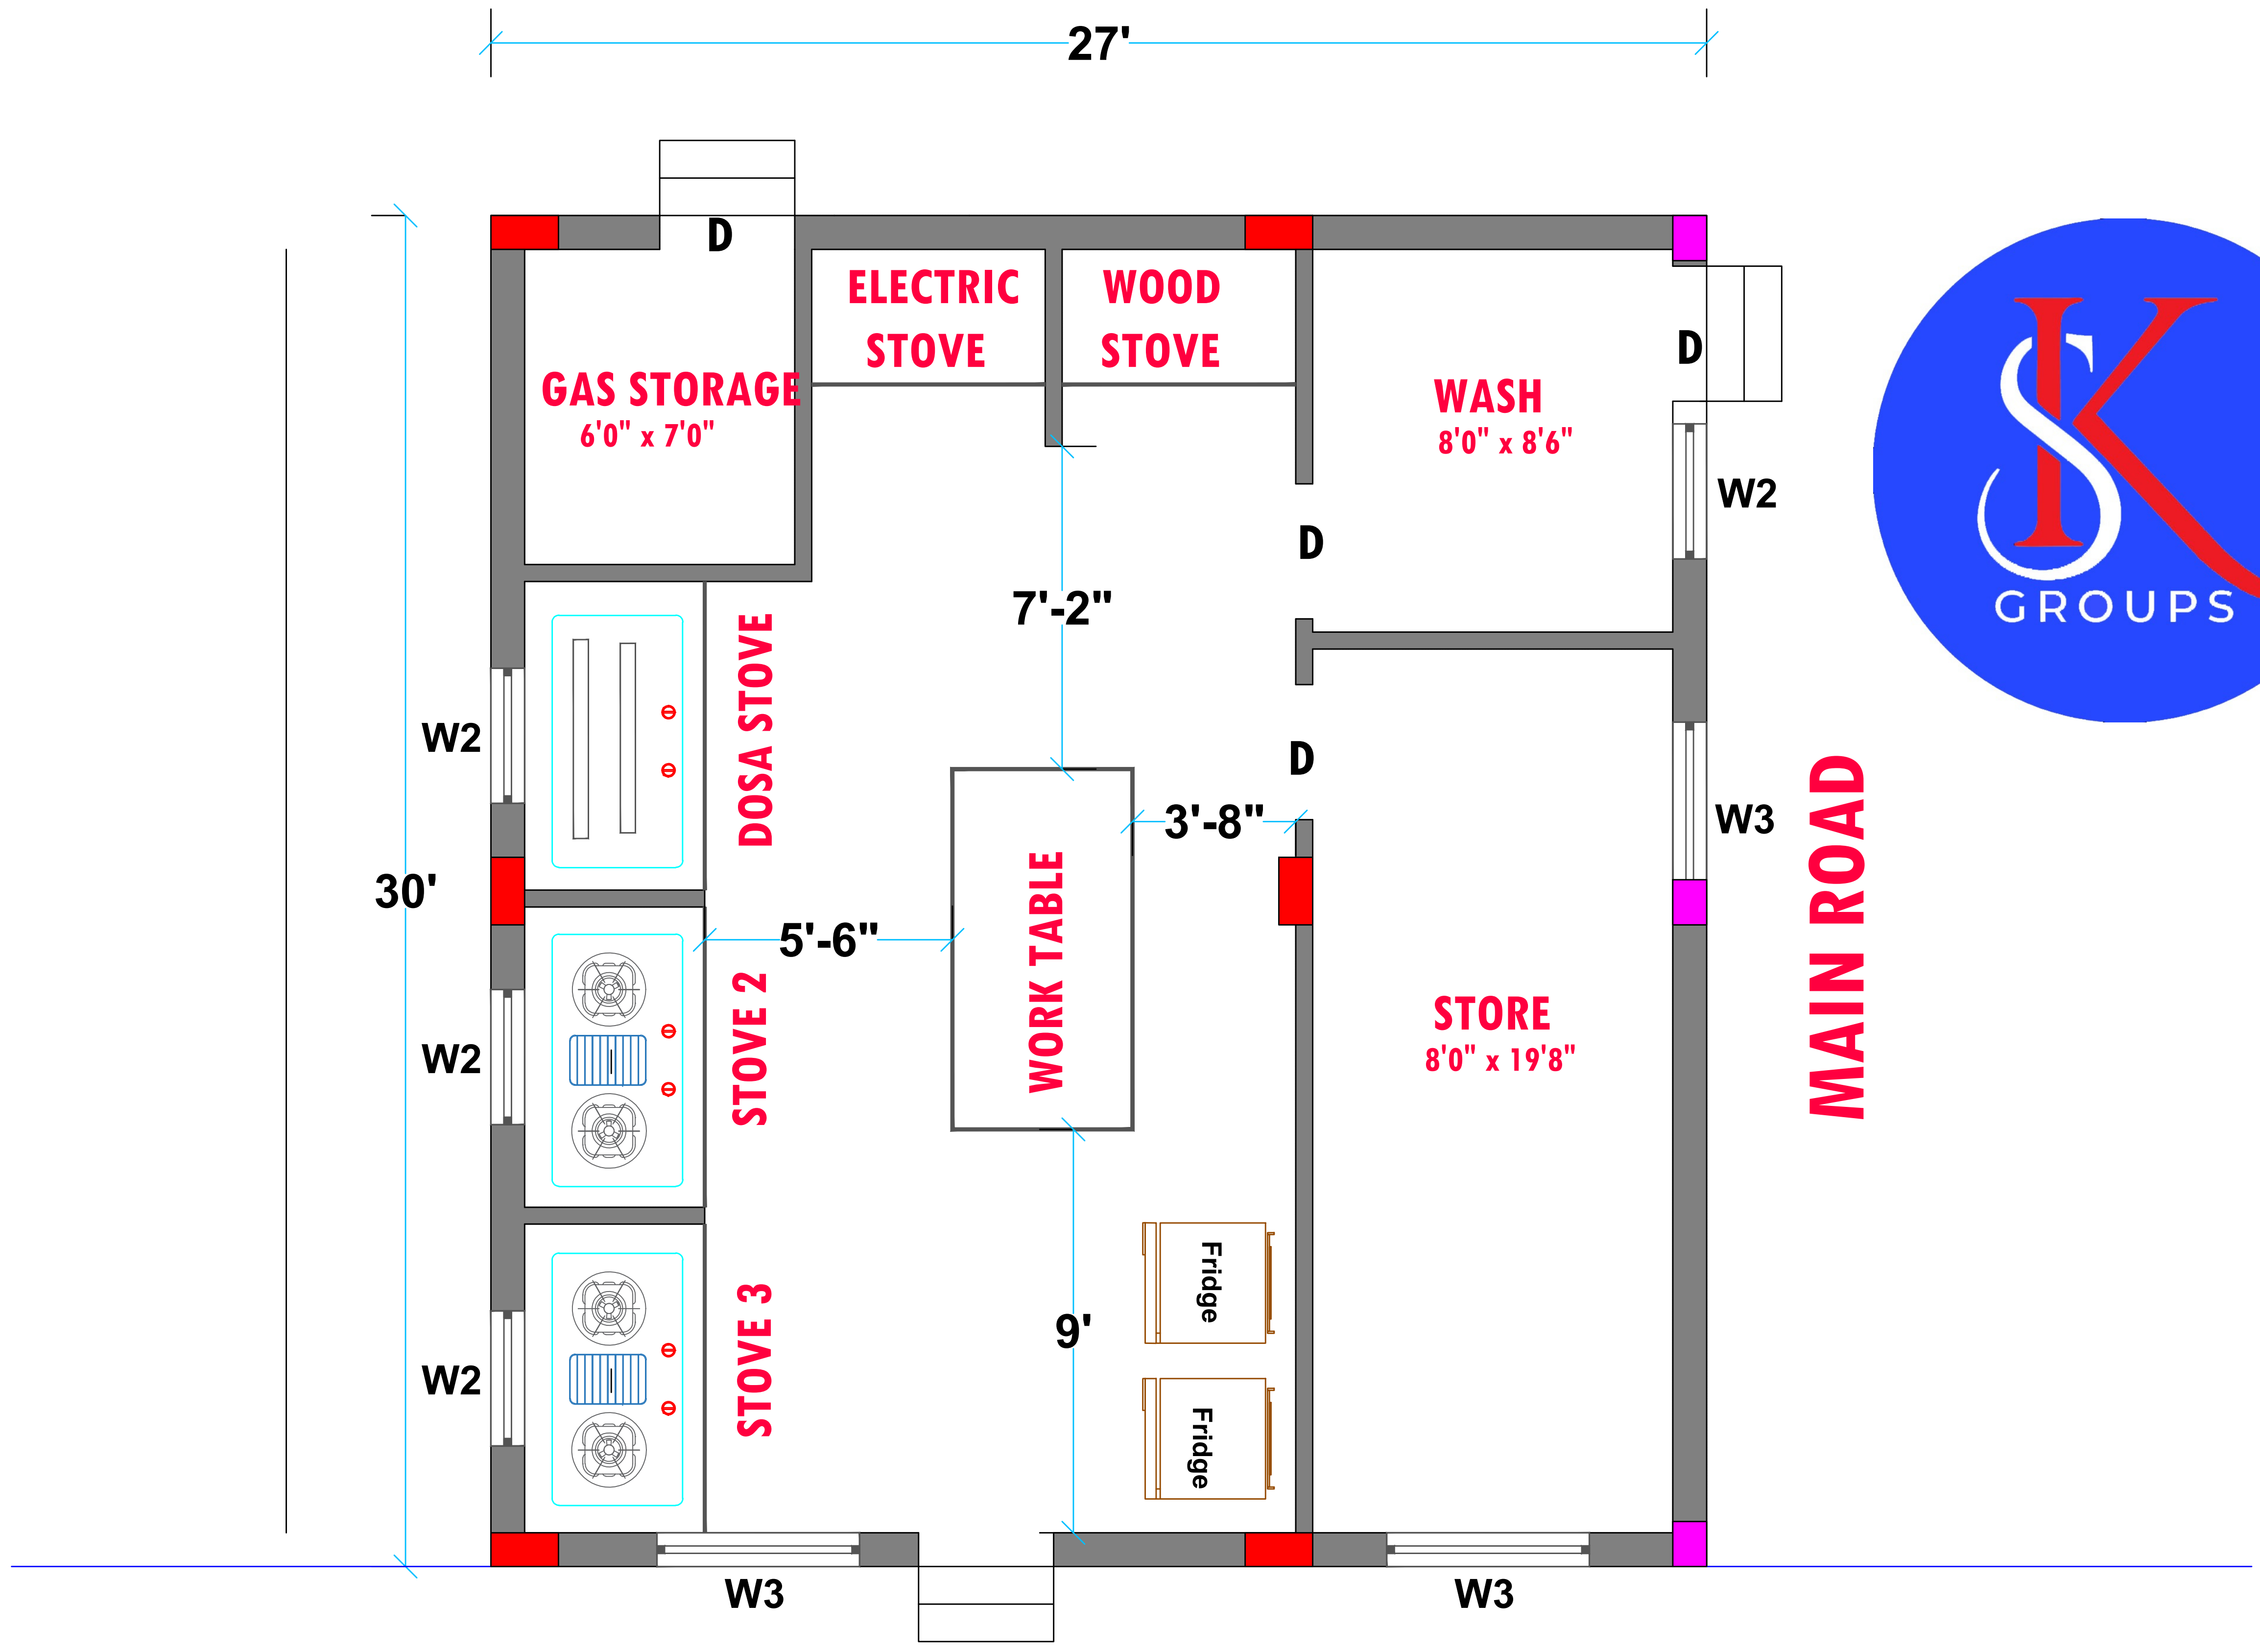 27'
D
ELECTRIC
STOVE
WOOD
STOVE
GAS STORAGE
6'0" x 7'0"
WASH
8'0" x 8'6"
D
W2
SK
GROUPS
D
7'-2"
DOSA STOVE
W2
D
3'-8"
W3
MAIN ROAD
30'
5'-6"
WORK TABLE
STOVE 2
W2
STORE
8'0" x 19'8"
Fridge
9'
STOVE 3
W2
Fridge
W3
W3